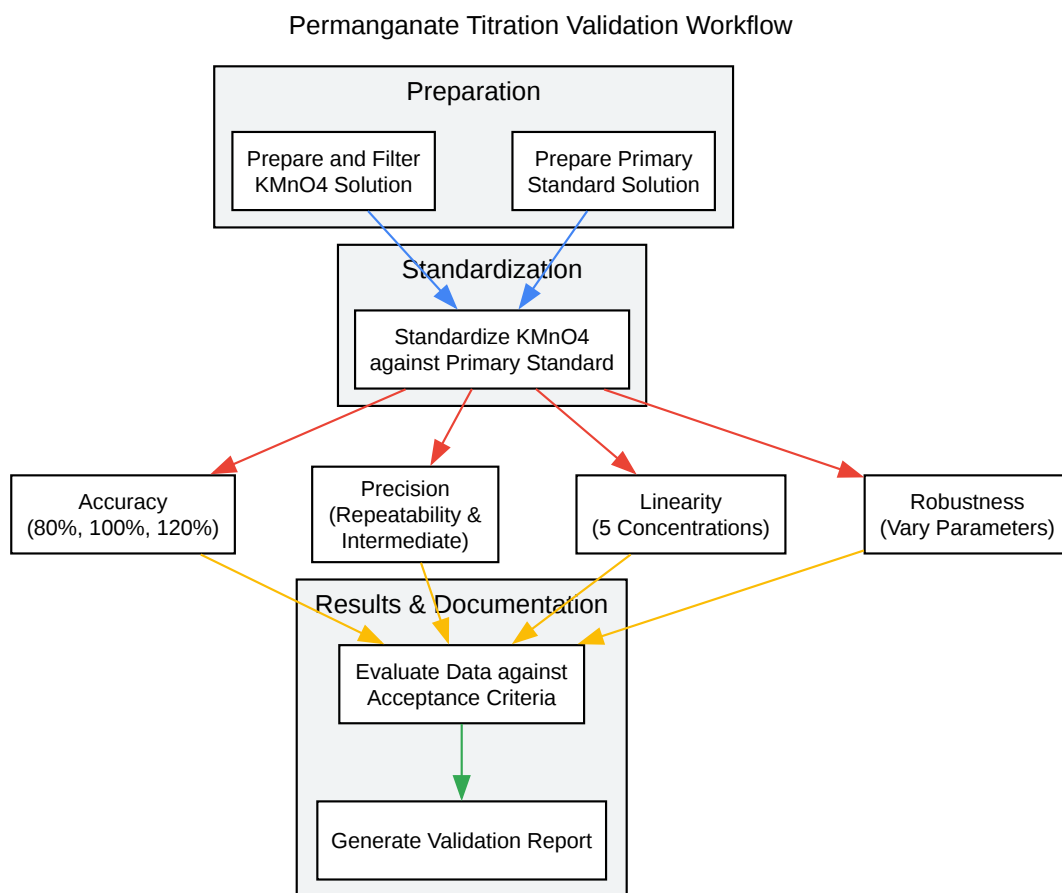 Permanganate Titration Validation Workflow
Preparation
Prepare and Filter
KMnO4 Solution
Prepare Primary
Standard Solution
Standardization
Standardize KMnO4
against Primary Standard
Accuracy
(80%, 100%, 120%)
Precision
(Repeatability &
Intermediate)
Linearity
(5 Concentrations)
Robustness
(Vary Parameters)
Results & Documentation
Evaluate Data against
Acceptance Criteria
Generate Validation Report